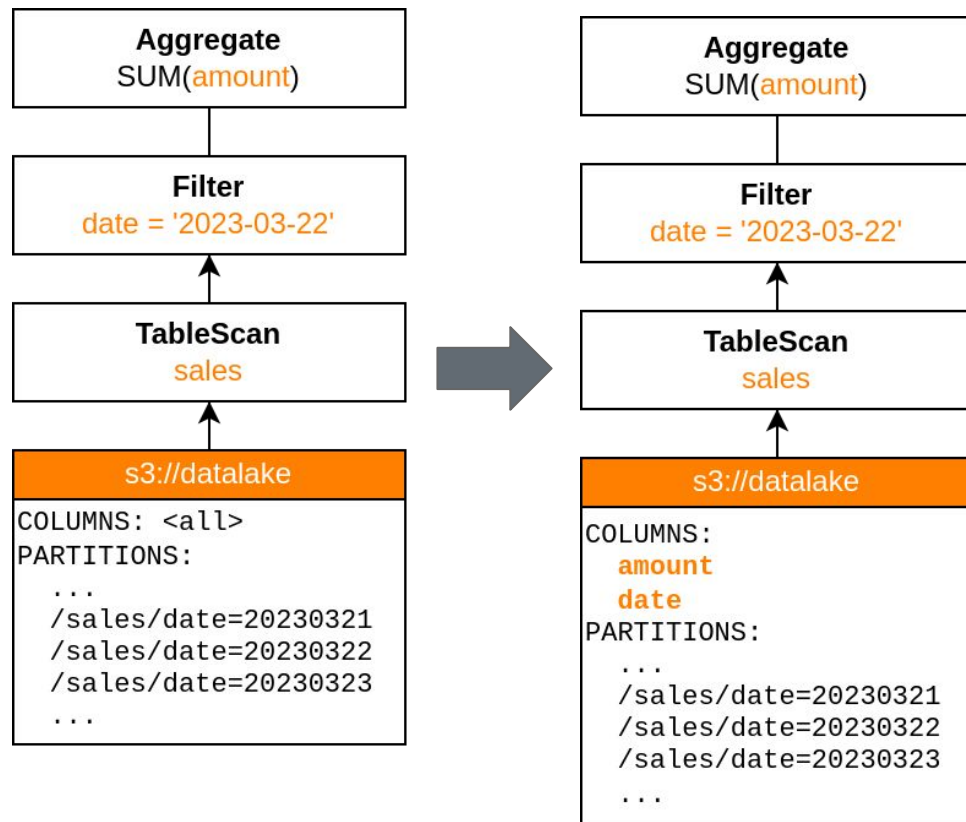 Aggregate
SUM(amount)
Filter
date = '2023-03-22'
TableScan
sales
s3://datalake
COLUMNS: <all>
PARTITIONS:
...
/sales/date=20230321
/sales/date=20230322
/sales/date=20230323
...
Aggregate
SUM(amount)
Filter
date = '2023-03-22'
TableScan
sales
s3://datalake
COLUMNS:
amount
date
PARTITIONS:
...
/sales/date=20230321
/sales/date=20230322
/sales/date=20230323
...